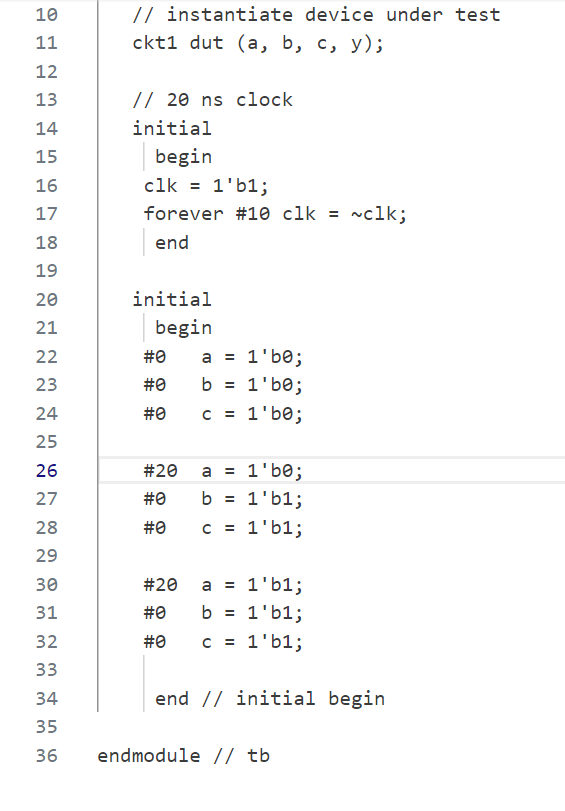 10 // instantiate device under test
11 ckt1 dut (a, b, c, y);
12
13 // 20 ns clock
14 initial
15 begin
16 clk = 1'b1;
17 forever #10 clk = ~clk;
18 end
19
20 initial
21 begin
22 #0 a = 1'b0;
23 #0 b = 1'b0;
24 #0 c = 1'b0;
25
26 #20 a = 1'b0;
27 #0 b = 1'b1;
28 #0 c = 1'b1;
29
30 #20 a = 1'b1;
31 #0 b = 1'b1;
32 #0 c = 1'b1;
33
34 end // initial begin
35
36 endmodule // tb